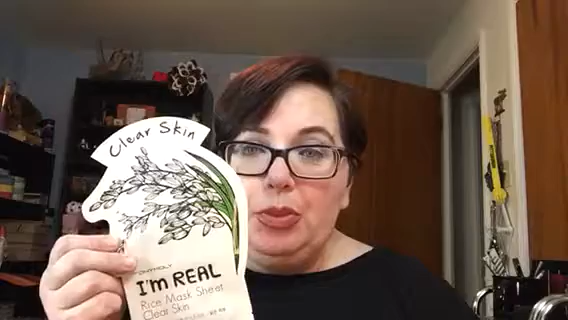 Clear Skin
TONYMOLY
I'm REAL
Rice Mask Sheet
Clear Skin